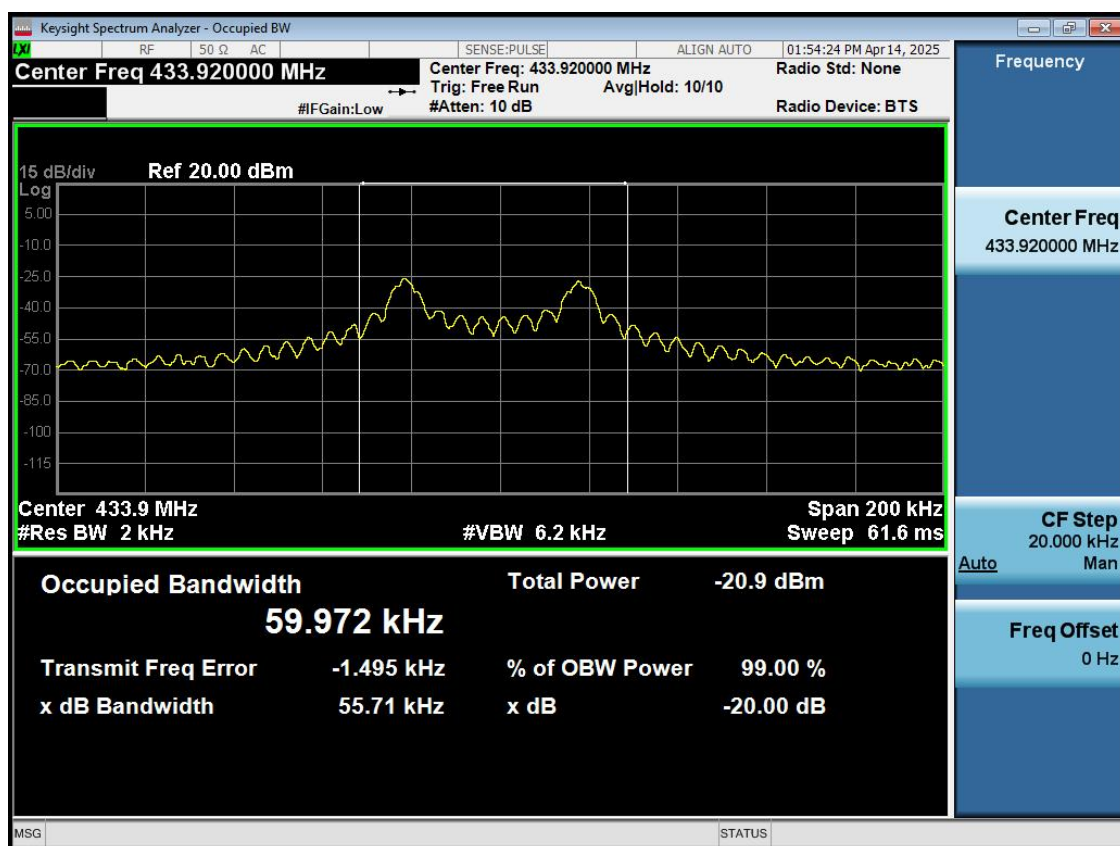 Keysight Spectrum Analyzer - Occupied BW
LXI RF 50 Ω AC SENSE:PULSE ALIGN AUTO 01:54:24 PM Apr 14, 2025
Center Freq 433.920000 MHz
Center Freq: 433.920000 MHz Radio Std: None
Trig: Free Run Avg|Hold: 10/10
#IFGain:Low #Atten: 10 dB Radio Device: BTS
15 dB/div Ref 20.00 dBm
Log
5.00
-10.0
-25.0
-40.0
-55.0
-70.0
-85.0
-100
-115
Center 433.9 MHz Span 200 kHz
#Res BW 2 kHz #VBW 6.2 kHz Sweep 61.6 ms
Occupied Bandwidth Total Power -20.9 dBm
59.972 kHz
Transmit Freq Error -1.495 kHz % of OBW Power 99.00 %
x dB Bandwidth 55.71 kHz x dB -20.00 dB
MSG STATUS
Frequency
Center Freq
433.920000 MHz
CF Step
20.000 kHz
Auto Man
Freq Offset
0 Hz